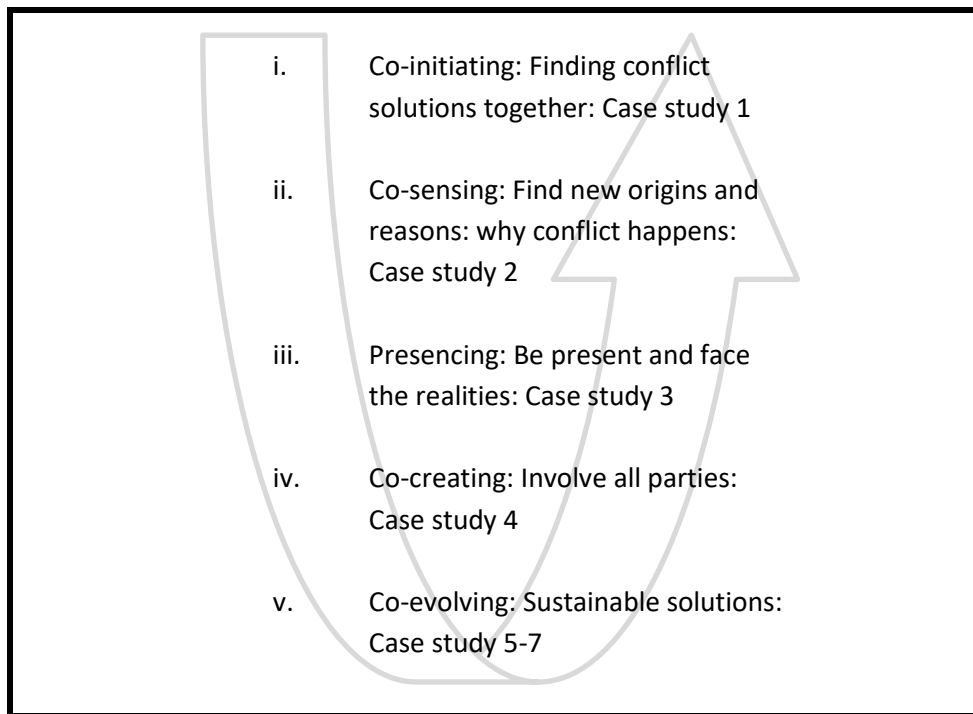 i. Co-initiating: Finding conflict
solutions together: Case study 1
ii. Co-sensing: Find new origins and
reasons: why conflict happens:
Case study 2
iii. Presencing: Be present and face
the realities: Case study 3
iv. Co-creating: Involve all parties:
Case study 4
v. Co-evolving: Sustainable solutions:
Case study 5-7